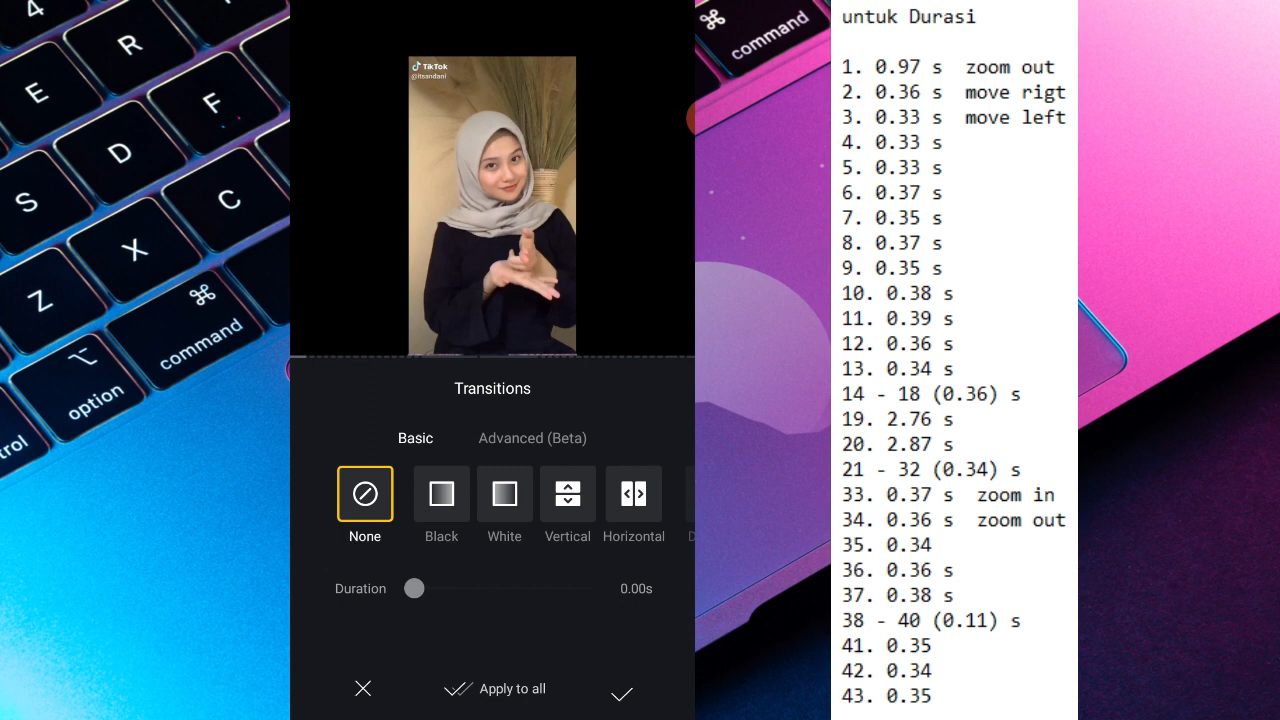 4
R
E
F
D
S
C
X
Z
⌘
command
⌥
option
trol
TikTok
@itsandani
Transitions
Basic
Advanced (Beta)
None
Black
White
Vertical
Horizontal
D
Duration
0.00s
Apply to all
⌘
command
untuk Durasi
1. 0.97 s zoom out
2. 0.36 s move rigt
3. 0.33 s move left
4. 0.33 s
5. 0.33 s
6. 0.37 s
7. 0.35 s
8. 0.37 s
9. 0.35 s
10. 0.38 s
11. 0.39 s
12. 0.36 s
13. 0.34 s
14 - 18 (0.36) s
19. 2.76 s
20. 2.87 s
21 - 32 (0.34) s
33. 0.37 s zoom in
34. 0.36 s zoom out
35. 0.34
36. 0.36 s
37. 0.38 s
38 - 40 (0.11) s
41. 0.35
42. 0.34
43. 0.35